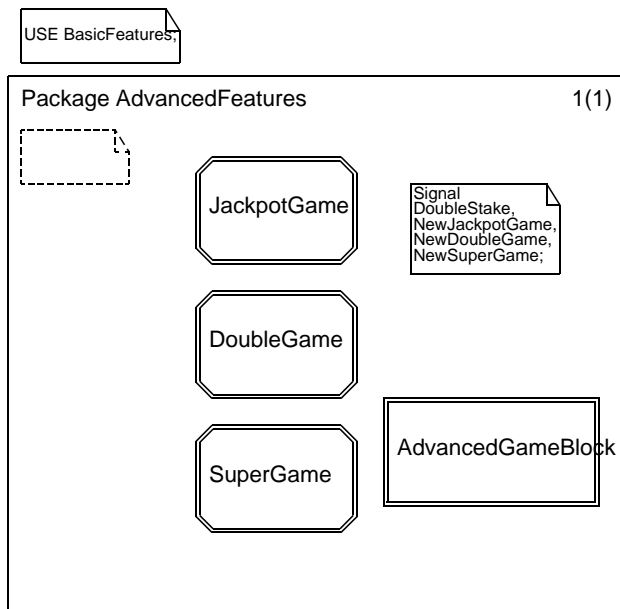 USE BasicFeatures;
Package AdvancedFeatures 1(1)
JackpotGame
Signal
DoubleStake,
NewJackpotGame,
NewDoubleGame,
NewSuperGame;
DoubleGame
AdvancedGameBlock
SuperGame